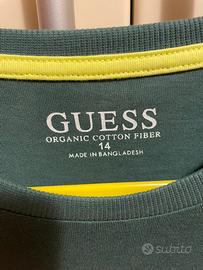 GUESS
ORGANIC COTTON FIBER
14
MADE IN BANGLADESH
subito